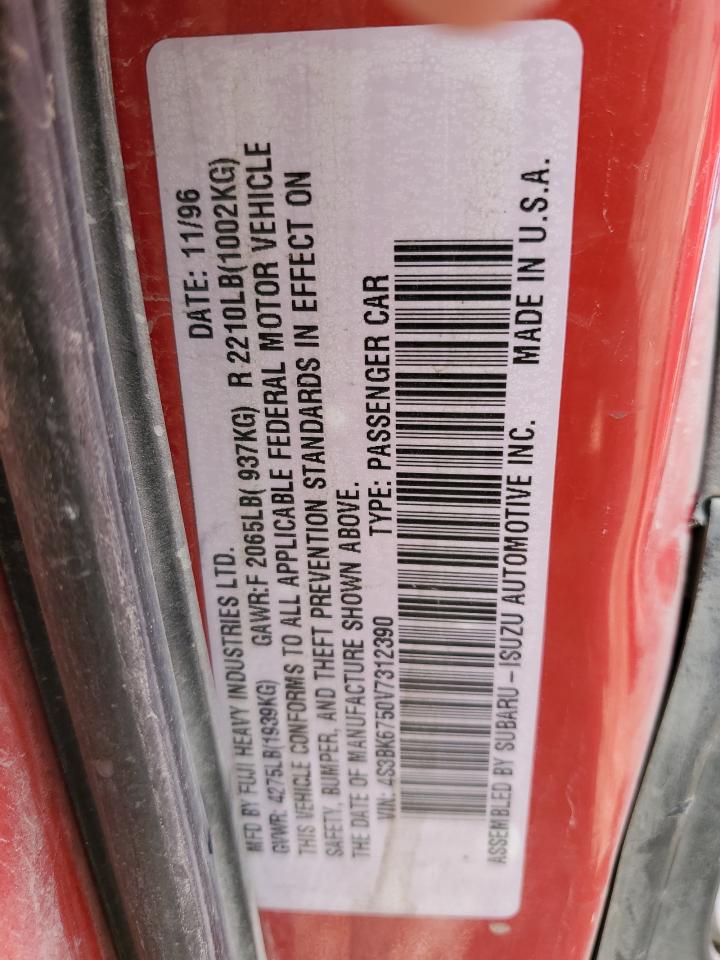 MFD BY FUJI HEAVY INDUSTRIES LTD. DATE: 11/96
GVWR: 4275LB(1939KG) GAWR:F 2065LB( 937KG) R 2210LB(1002KG)
THIS VEHICLE CONFORMS TO ALL APPLICABLE FEDERAL MOTOR VEHICLE
SAFETY, BUMPER, AND THEFT PREVENTION STANDARDS IN EFFECT ON
THE DATE OF MANUFACTURE SHOWN ABOVE.
VIN: 4S3BK6750V7312390 TYPE: PASSENGER CAR
ASSEMBLED BY SUBARU-ISUZU AUTOMOTIVE INC. MADE IN U.S.A.